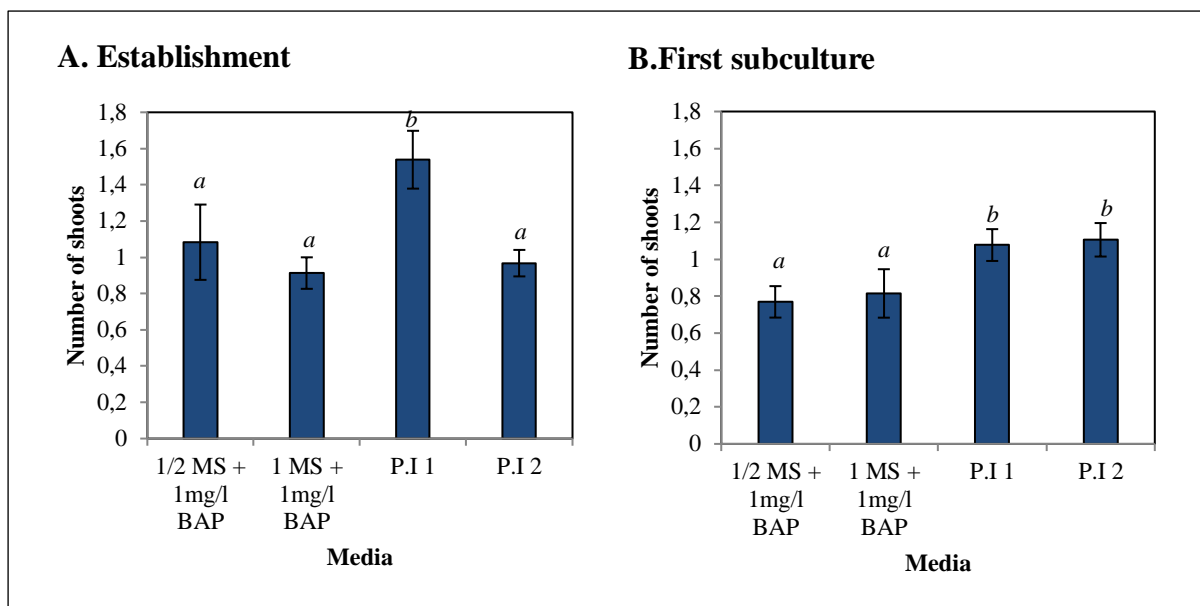 A. Establishment
Number of shoots
1,8
1,6
1,4
1,2
1
0,8
0,6
0,4
0,2
0
a
a
b
a
1/2 MS +
1mg/l
BAP
1 MS +
1mg/l
BAP
P.I 1
P.I 2
Media
B.First subculture
Number of shoots
1,8
1,6
1,4
1,2
1
0,8
0,6
0,4
0,2
0
a
a
b
b
1/2 MS +
1mg/l
BAP
1 MS +
1mg/l
BAP
P.I 1
P.I 2
Media